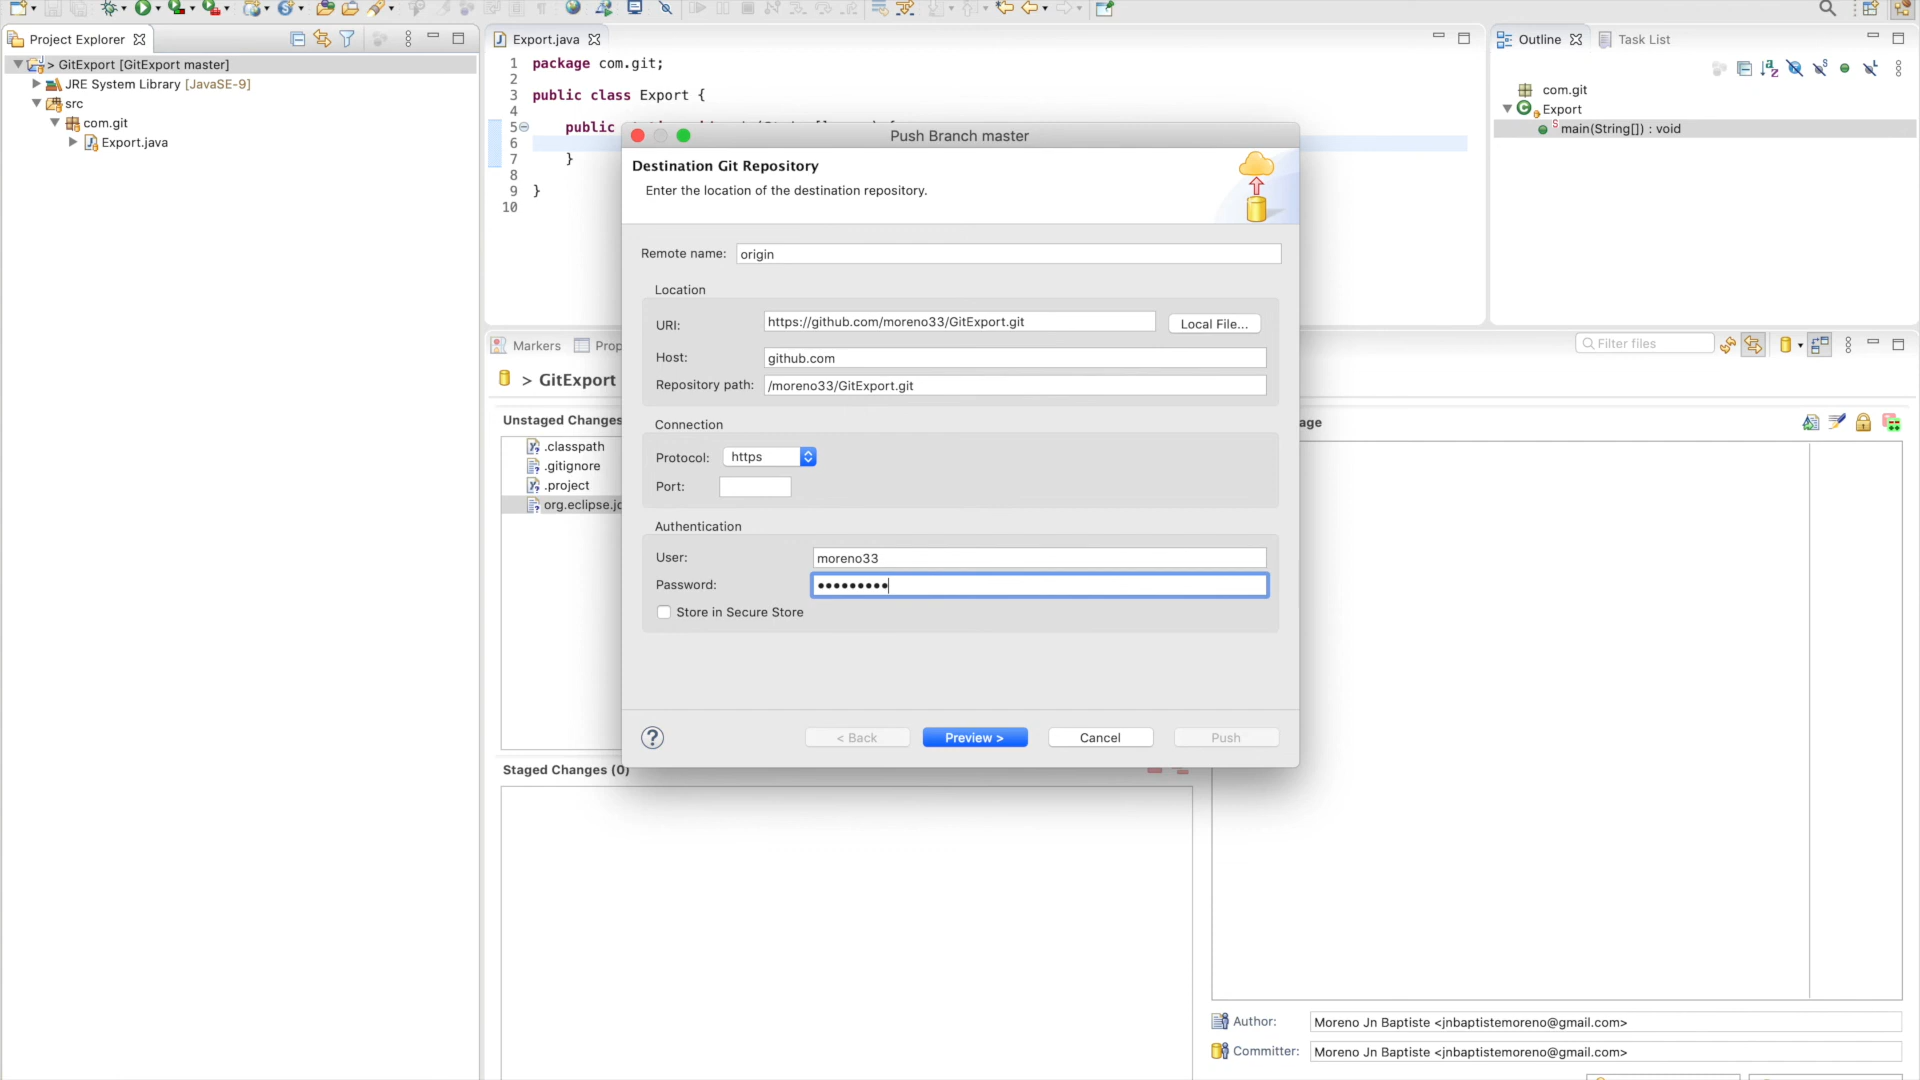 Project Explorer
> GitExport [GitExport master]
JRE System Library [JavaSE-9]
src
com.git
Export.java
Export.java
1 package com.git;
2
3 public class Export {
4
5 public
6
7 }
8
9 }
10
Outline
Task List
com.git
Export
S main(String[]) : void
Push Branch master
Destination Git Repository
Enter the location of the destination repository.
Remote name: origin
Location
URI: https://github.com/moreno33/GitExport.git Local File...
Host: github.com
Repository path: /moreno33/GitExport.git
Connection
Protocol: https
Port:
Authentication
User: moreno33
Password: •••••••••
Store in Secure Store
? < Back Preview > Cancel Push
Markers
Prop
Filter files
> GitExport
Unstaged Changes
.classpath
.gitignore
.project
org.eclipse.jd
Staged Changes (0)
age
Author: Moreno Jn Baptiste <jnbaptistemoreno@gmail.com>
Committer: Moreno Jn Baptiste <jnbaptistemoreno@gmail.com>